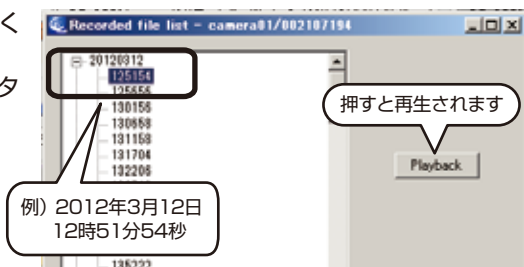 く
タ
Recorded file list - camera01/002107194
20120312
125154
125656
130156
130658
131158
131704
132206
135222
押すと再生されます
Playback
例）2012年3月12日
12時51分54秒